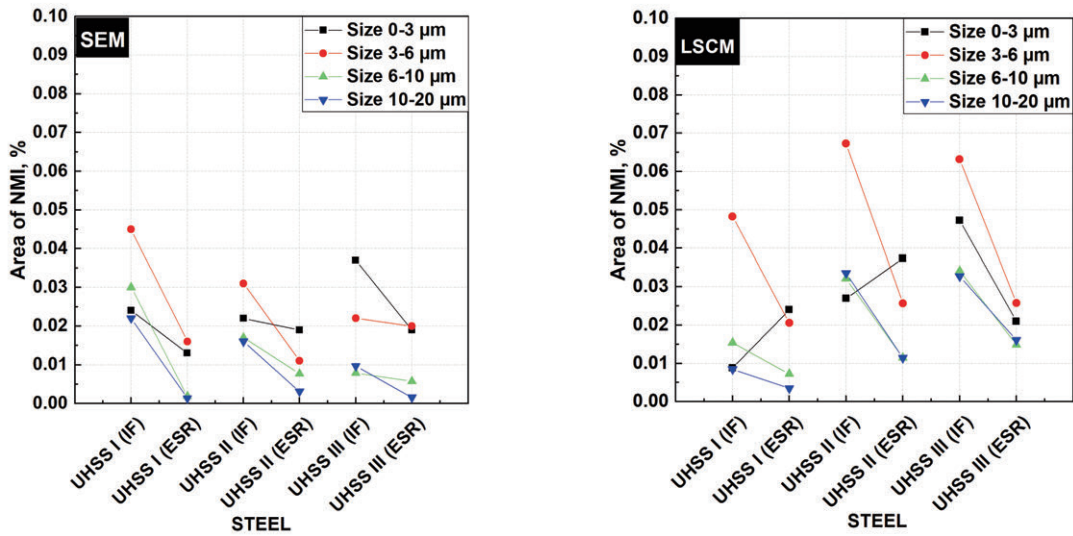 SEM
Size 0-3 µm
Size 3-6 µm
Size 6-10 µm
Size 10-20 µm
0.10
0.09
0.08
0.07
0.06
0.05
0.04
0.03
0.02
0.01
0.00
Area of NMI, %
UHSS I (IF)
UHSS I (ESR)
UHSS II (IF)
UHSS II (ESR)
UHSS III (IF)
UHSS III (ESR)
STEEL
LSCM
Size 0-3 µm
Size 3-6 µm
Size 6-10 µm
Size 10-20 µm
0.10
0.09
0.08
0.07
0.06
0.05
0.04
0.03
0.02
0.01
0.00
Area of NMI, %
UHSS I (IF)
UHSS I (ESR)
UHSS II (IF)
UHSS II (ESR)
UHSS III (IF)
UHSS III (ESR)
STEEL